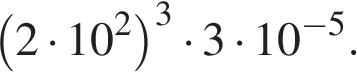 (2 · 10²)³ · 3 · 10⁻⁵.